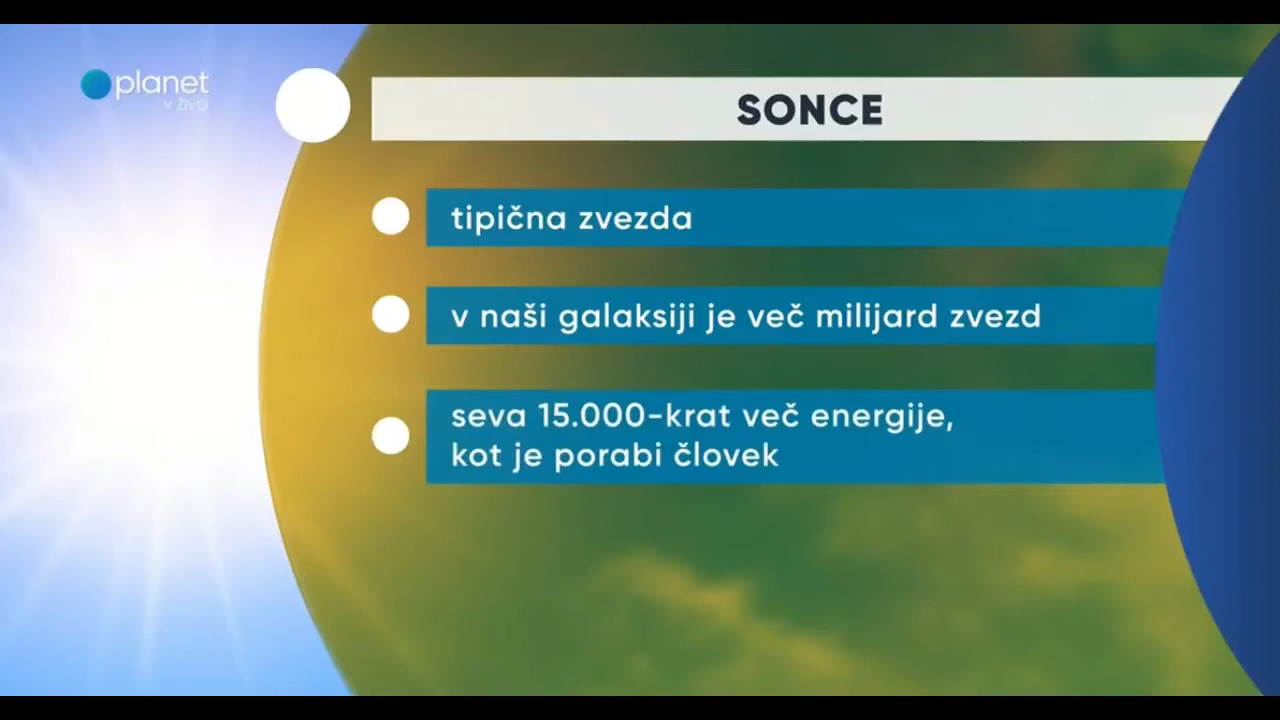 planet
v živo
SONCE
tipična zvezda
v naši galaksiji je več milijard zvezd
seva 15.000-krat več energije,
kot je porabi človek